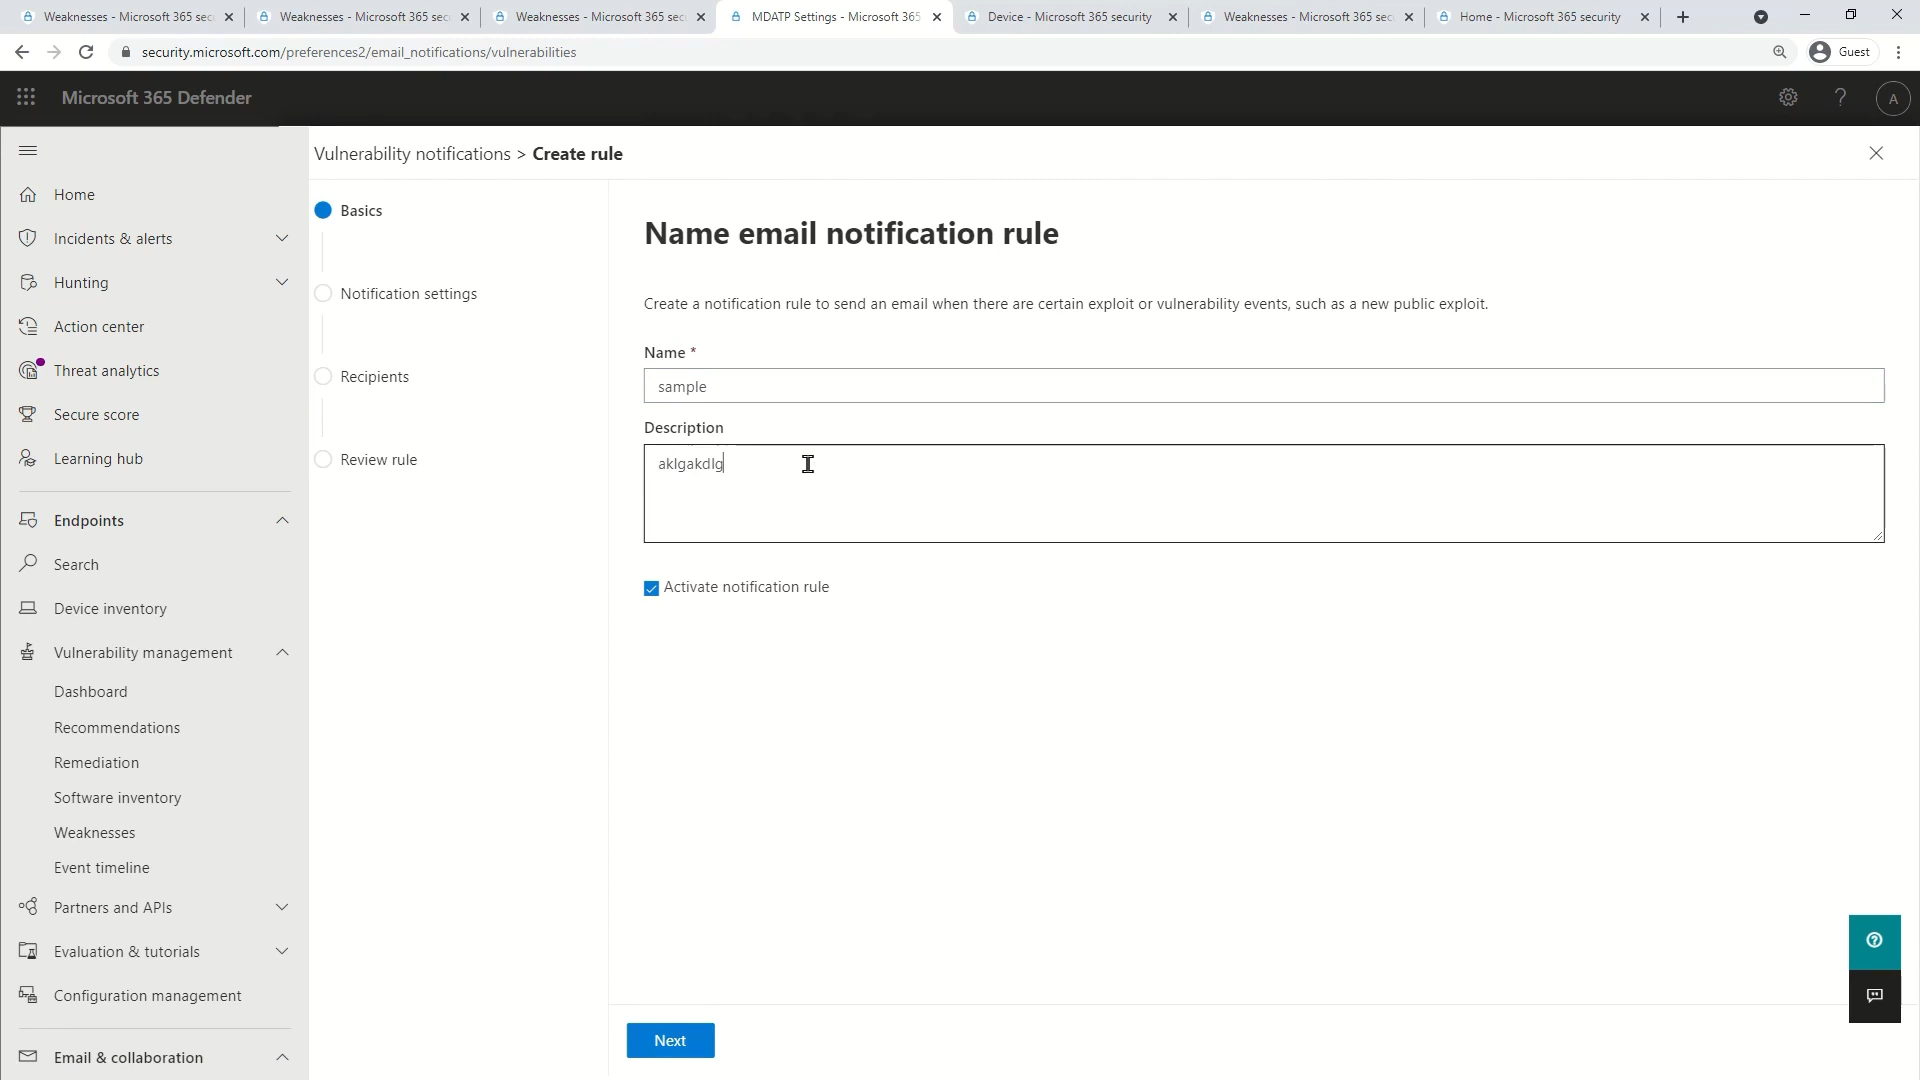 Weaknesses - Microsoft 365 sec
Weaknesses - Microsoft 365 sec
Weaknesses - Microsoft 365 sec
MDATP Settings - Microsoft 365
Device - Microsoft 365 security
Weaknesses - Microsoft 365 sec
Home - Microsoft 365 security
security.microsoft.com/preferences2/email_notifications/vulnerabilities
Guest
Microsoft 365 Defender
A
Vulnerability notifications > Create rule
Home
Incidents & alerts
Hunting
Action center
Threat analytics
Secure score
Learning hub
Endpoints
Search
Device inventory
Vulnerability management
Dashboard
Recommendations
Remediation
Software inventory
Weaknesses
Event timeline
Partners and APIs
Evaluation & tutorials
Configuration management
Email & collaboration
Basics
Notification settings
Recipients
Review rule
Name email notification rule
Create a notification rule to send an email when there are certain exploit or vulnerability events, such as a new public exploit.
Name *
sample
Description
aklgakdlg
Activate notification rule
Next